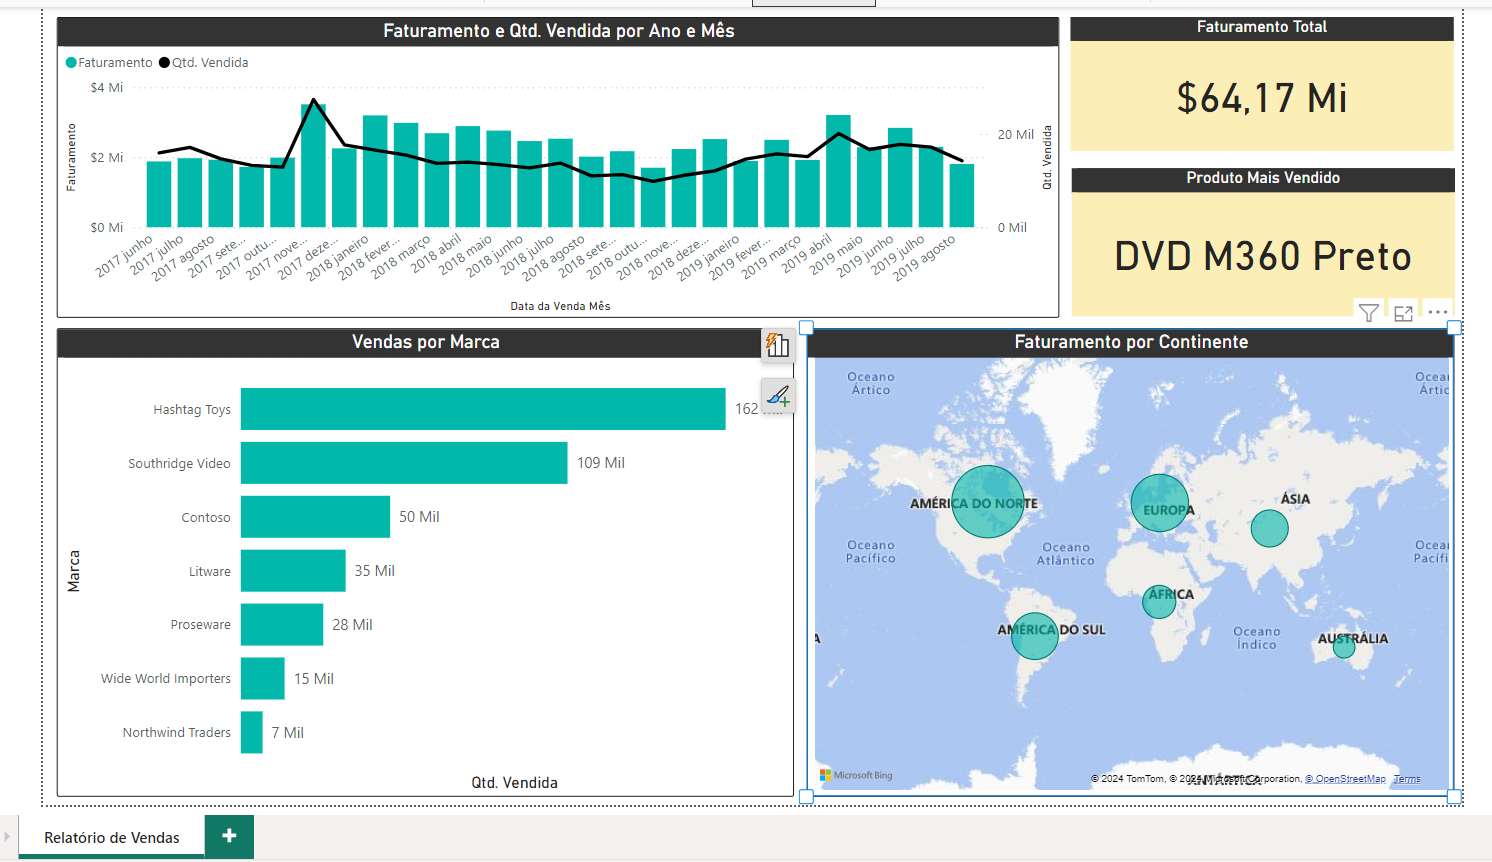 Faturamento e Qtd. Vendida por Ano e Mês
Faturamento Qtd. Vendida
$4 Mi
$2 Mi
$0 Mi
Faturamento
20 Mil
0 Mil
Qtd. Vendida
2017 junho
2017 julho
2017 agosto
2017 sete...
2017 outu...
2017 nove...
2017 deze...
2018 janeiro
2018 fever...
2018 março
2018 abril
2018 maio
2018 junho
2018 julho
2018 agosto
2018 sete...
2018 outu...
2018 nove...
2018 deze...
2019 janeiro
2019 fever...
2019 março
2019 abril
2019 maio
2019 junho
2019 julho
2019 agosto
Data da Venda Mês
Faturamento Total
$64,17 Mi
Produto Mais Vendido
DVD M360 Preto
Vendas por Marca
Marca
Hashtag Toys 162
Southridge Video 109 Mil
Contoso 50 Mil
Litware 35 Mil
Proseware 28 Mil
Wide World Importers 15 Mil
Northwind Traders 7 Mil
Qtd. Vendida
Faturamento por Continente
Oceano
Ártico
AMÉRICA DO NORTE
EUROPA
ÁSIA
Oceano
Pacífico
Oceano
Atlântico
ÁFRICA
AMÉRICA DO SUL
Oceano
Índico
AUSTRÁLIA
Microsoft Bing
© 2024 TomTom, © 2024 Microsoft Corporation, © OpenStreetMap Terms
ANTÁRTICA
Relatório de Vendas
+